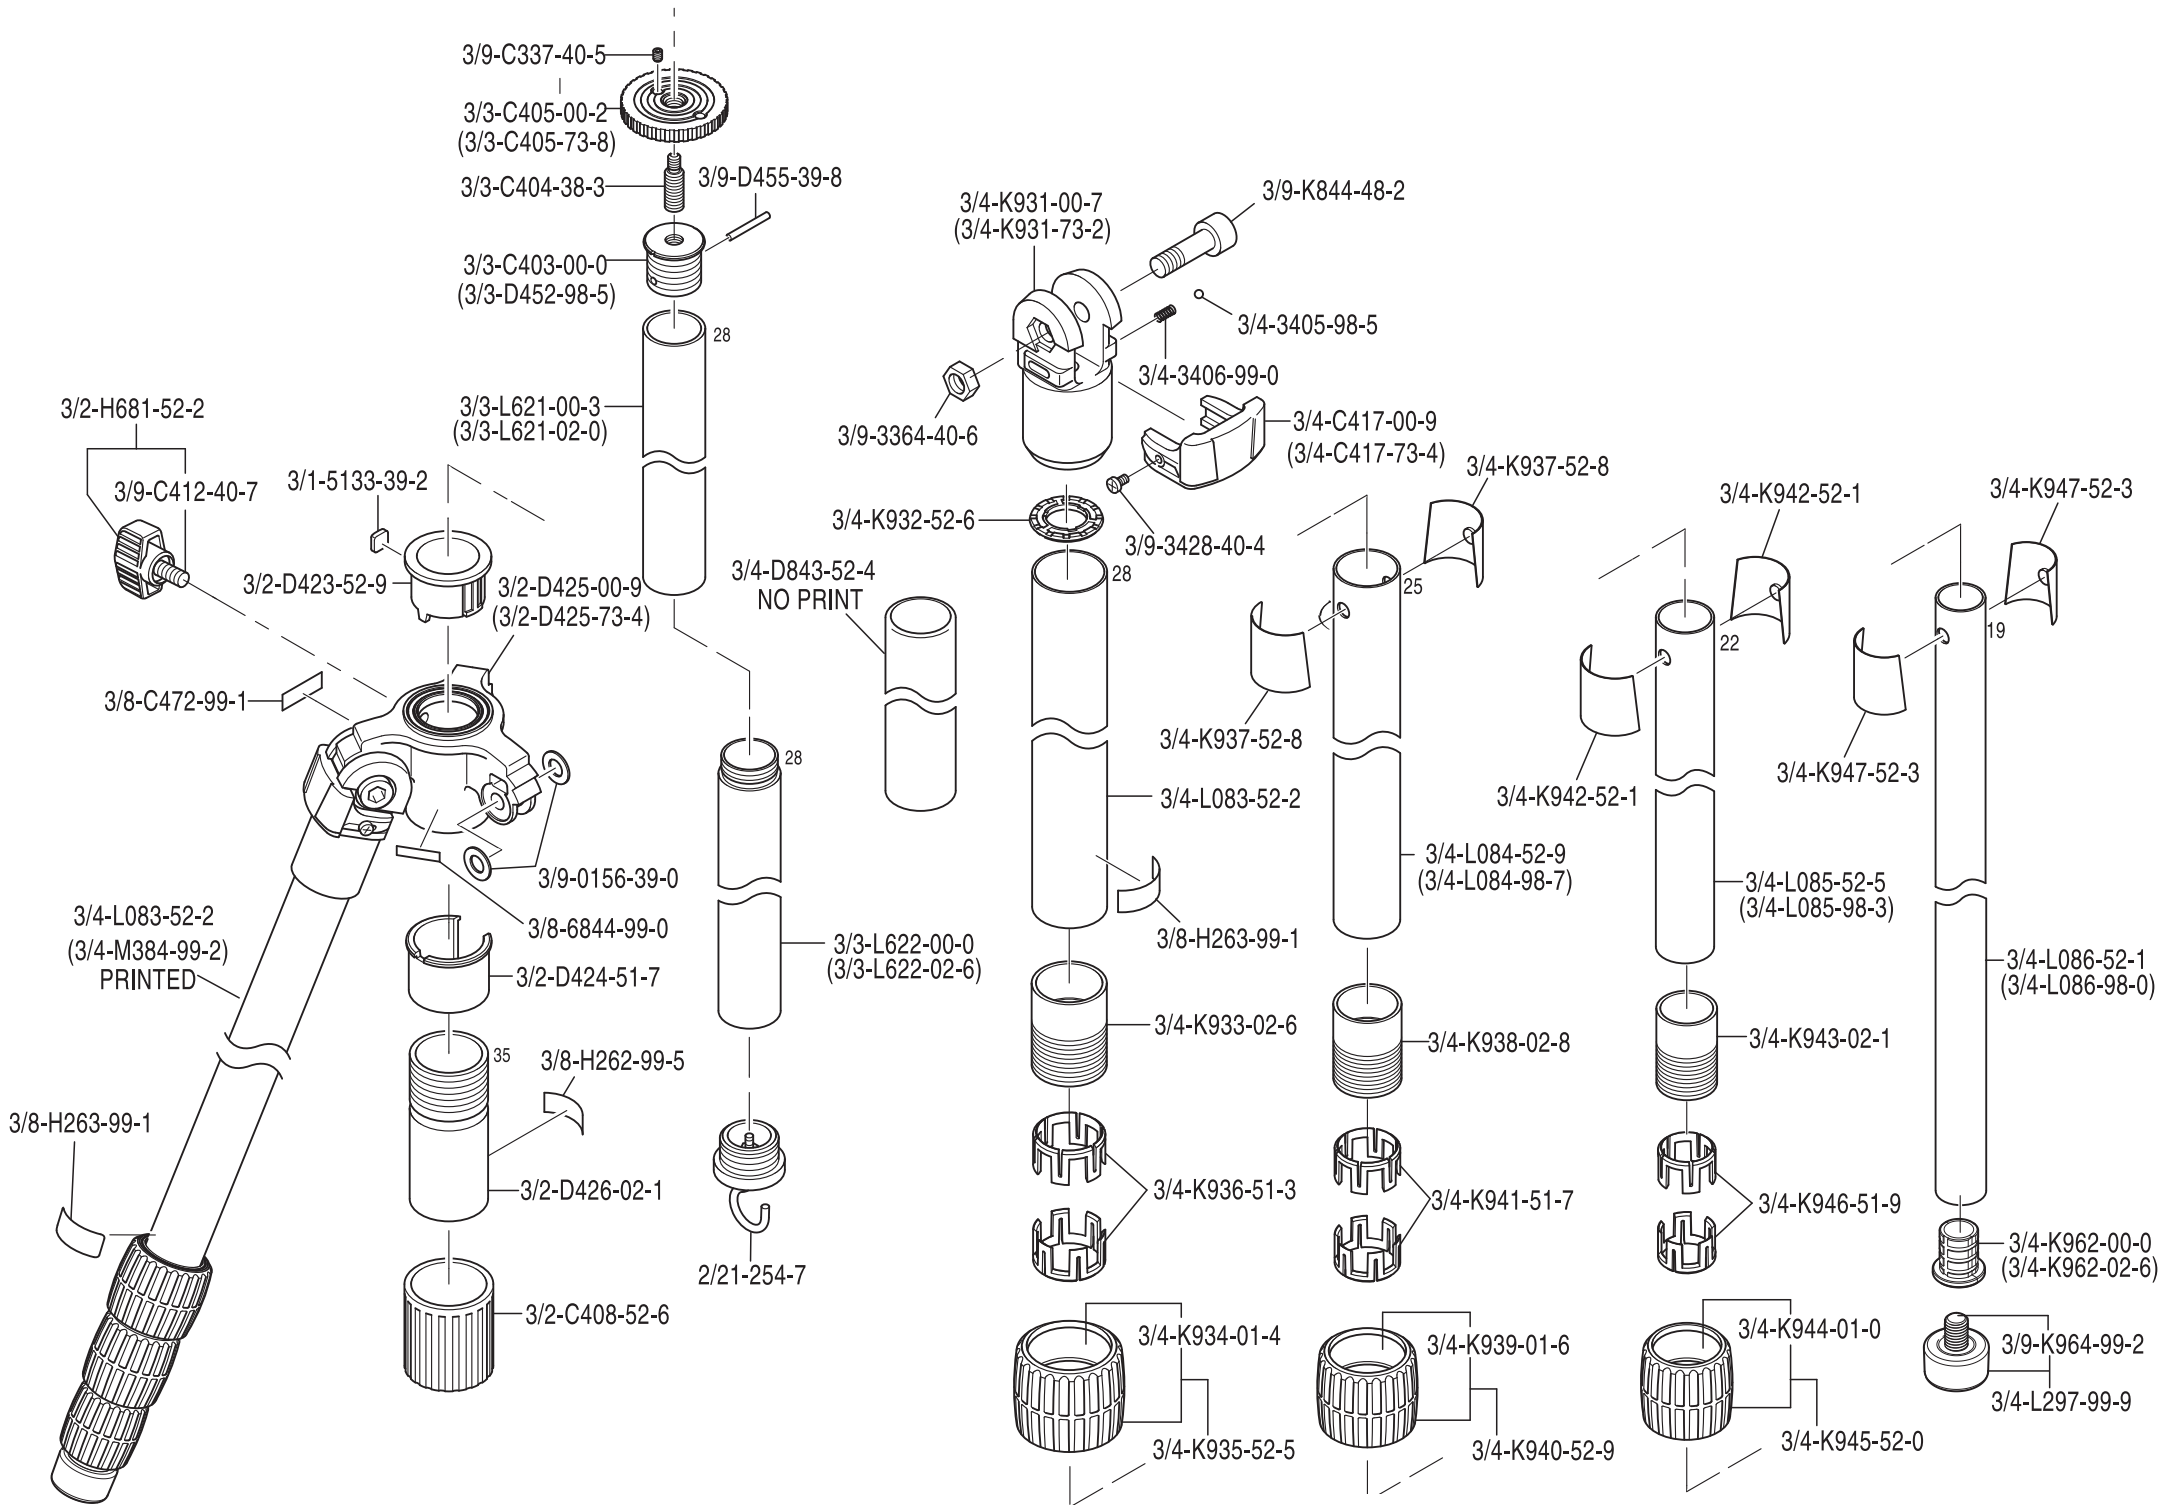 3/9-C337-40-5
3/3-C405-00-2
(3/3-C405-73-8)
3/3-C404-38-3
3/9-D455-39-8
3/3-C403-00-0
(3/3-D452-98-5)
28
3/3-L621-00-3
(3/3-L621-02-0)
3/2-H681-52-2
3/9-C412-40-7
3/1-5133-39-2
3/2-D423-52-9
3/2-D425-00-9
(3/2-D425-73-4)
3/8-C472-99-1
28
3/9-0156-39-0
3/8-6844-99-0
3/4-L083-52-2
(3/4-M384-99-2)
PRINTED
3/2-D424-51-7
3/3-L622-00-0
(3/3-L622-02-6)
35
3/8-H262-99-5
3/8-H263-99-1
3/2-D426-02-1
2/21-254-7
3/2-C408-52-6
3/4-K931-00-7
(3/4-K931-73-2)
3/9-K844-48-2
3/4-3405-98-5
3/4-3406-99-0
3/9-3364-40-6
3/4-C417-00-9
(3/4-C417-73-4)
3/4-K932-52-6
3/9-3428-40-4
3/4-D843-52-4
NO PRINT
28
3/4-L083-52-2
3/8-H263-99-1
3/4-K933-02-6
3/4-K936-51-3
3/4-K934-01-4
3/4-K935-52-5
3/4-K937-52-8
25
3/4-K937-52-8
3/4-L084-52-9
(3/4-L084-98-7)
3/4-K938-02-8
3/4-K941-51-7
3/4-K939-01-6
3/4-K940-52-9
3/4-K942-52-1
22
3/4-K942-52-1
3/4-L085-52-5
(3/4-L085-98-3)
3/4-K943-02-1
3/4-K946-51-9
3/4-K944-01-0
3/4-K945-52-0
3/4-K947-52-3
19
3/4-K947-52-3
3/4-L086-52-1
(3/4-L086-98-0)
3/4-K962-00-0
(3/4-K962-02-6)
3/9-K964-99-2
3/4-L297-99-9